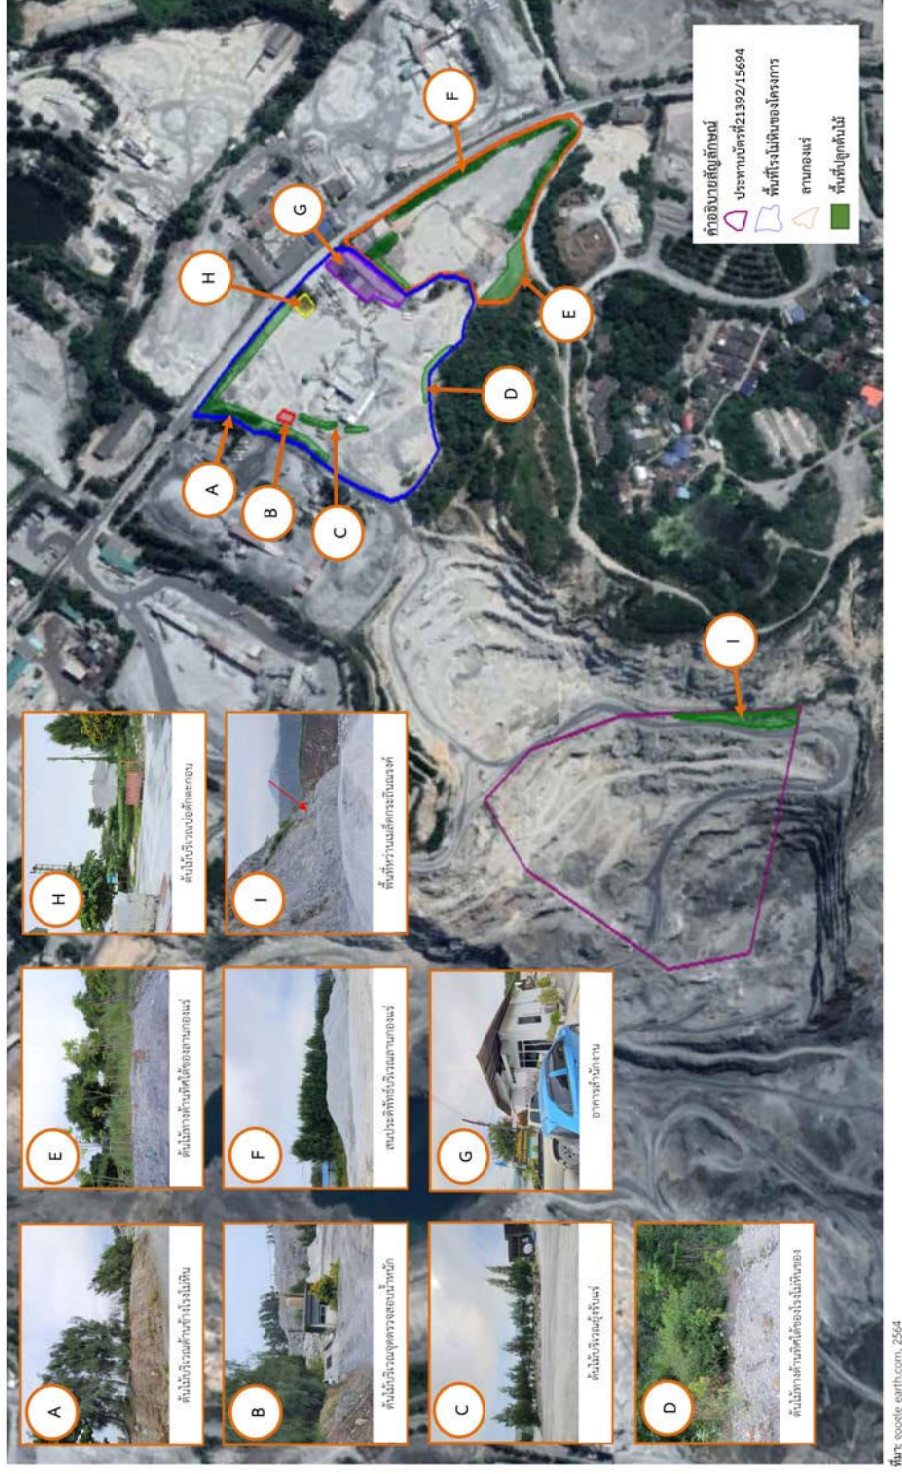 A
ต้นไม้บริเวณด้านข้างโรงโม่หิน
E
ต้นไม้ทางด้านทิศใต้ของลานกองแร่
H
ต้นไม้บริเวณบ่อดักตะกอน
B
ต้นไม้บริเวณจุดตรวจสอบน้ำหนัก
F
สนประดิพัทธ์บริเวณลานกองแร่
I
พื้นที่หว่านเมล็ดกระถินณรงค์
C
ต้นไม้บริเวณยุ้งรับแร่
G
อาคารสำนักงาน
D
ต้นไม้ทางด้านทิศใต้ของโรงโม่หินของ
A
B
C
H
G
F
D
E
I
คำอธิบายสัญลักษณ์
ประทานบัตรที่21392/15694
พื้นที่โรงโม่หินของโครงการ
ลานกองแร่
พื้นที่ปลูกต้นไม้
ที่มา: google earth.com, 2564